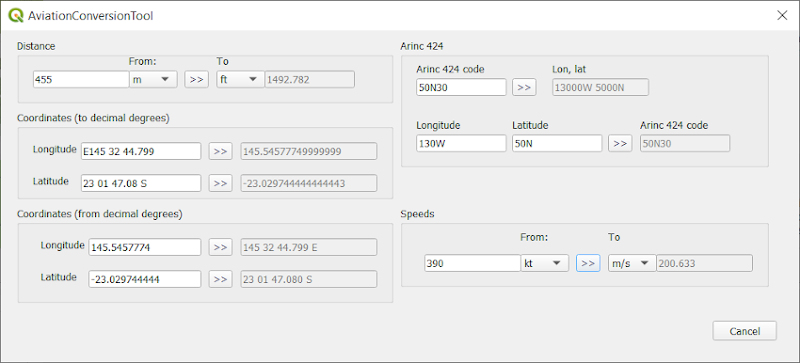 AviationConversionTool
Distance
From: To
455 m >> ft 1492.782
Coordinates (to decimal degrees)
Longitude E145 32 44.799 >> 145.54577749999999
Latitude 23 01 47.08 S >> -23.029744444444443
Coordinates (from decimal degrees)
Longitude 145.5457774 >> 145 32 44.799 E
Latitude -23.029744444 >> 23 01 47.080 S
Arinc 424
Arinc 424 code Lon, lat
50N30 >> 13000W 5000N
Longitude Latitude Arinc 424 code
130W 50N >> 50N30
Speeds
From: To
390 kt >> m/s 200.633
Cancel